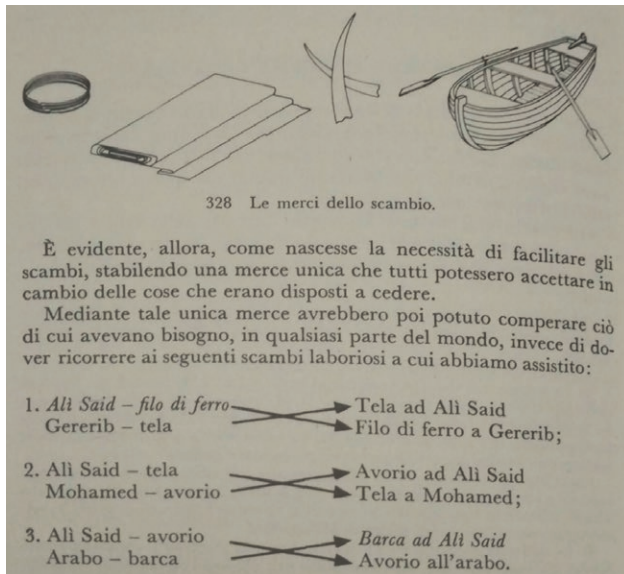 328 Le merci dello scambio.
È evidente, allora, come nascesse la necessità di facilitare gli
scambi, stabilendo una merce unica che tutti potessero accettare in
cambio delle cose che erano disposti a cedere.
Mediante tale unica merce avrebbero poi potuto comperare ciò
di cui avevano bisogno, in qualsiasi parte del mondo, invece di do-
ver ricorrere ai seguenti scambi laboriosi a cui abbiamo assistito:
1. Alì Said – filo di ferro Tela ad Alì Said
Gererib – tela Filo di ferro a Gererib;
2. Alì Said – tela Avorio ad Alì Said
Mohamed – avorio Tela a Mohamed;
3. Alì Said – avorio Barca ad Alì Said
Arabo – barca Avorio all'arabo.